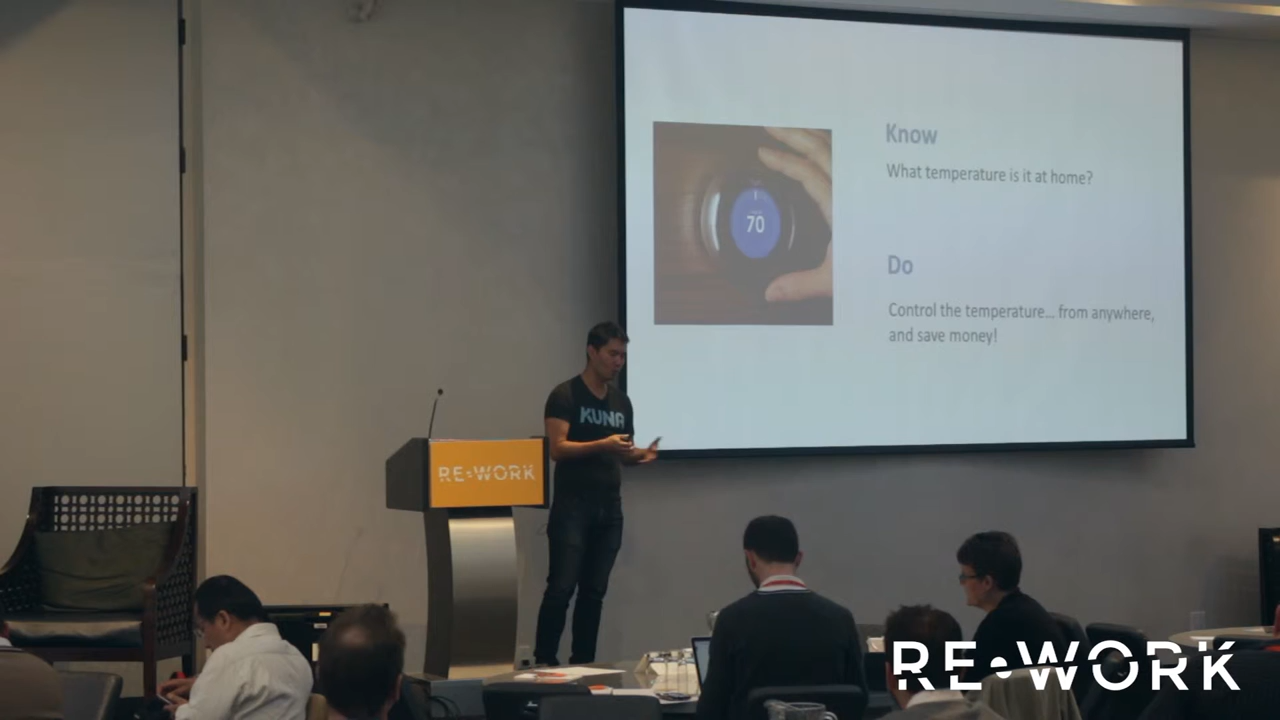 Know
What temperature is it at home?
70
Do
Control the temperature... from anywhere,
and save money!
KUNA
RE•WORK
RE•WORK